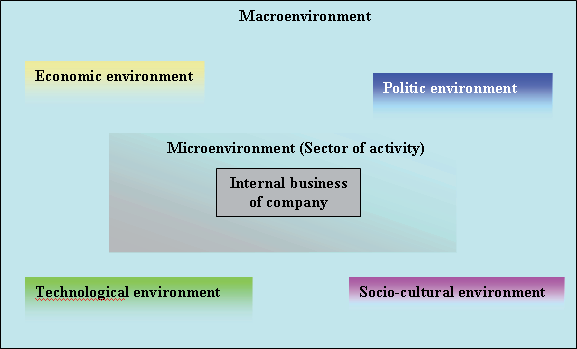 Macroenvironment
Economic environment
Politic environment
Microenvironment (Sector of activity)
Internal business
of company
Technological environment
Socio-cultural environment